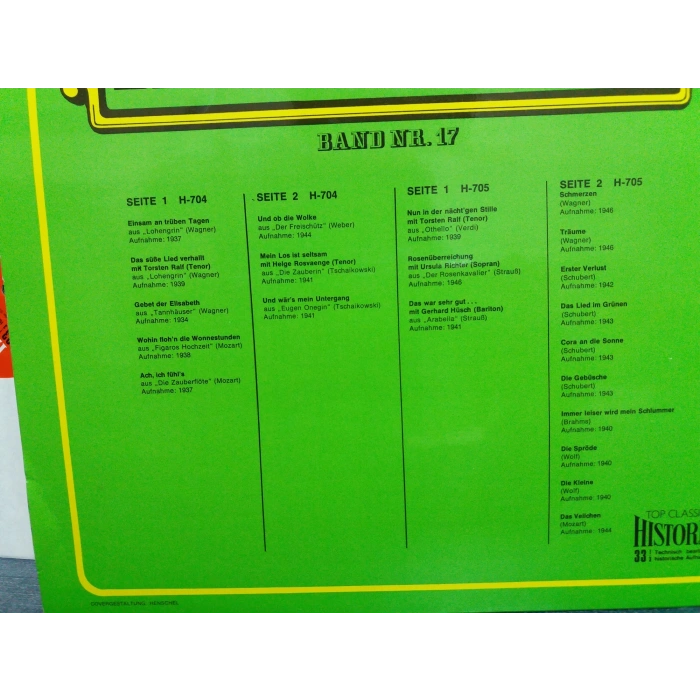 BAND NR. 17
SEITE 1 H-704
Einsam an trüben Tagen
aus „Lohengrin" (Wagner)
Aufnahme: 1937
Das süße Lied verhallt
mit Torsten Ralf (Tenor)
aus „Lohengrin" (Wagner)
Aufnahme: 1939
Gebet der Elisabeth
aus „Tannhäuser" (Wagner)
Aufnahme: 1934
Wohin floh'n die Wonnestunden
aus „Figaros Hochzeit" (Mozart)
Aufnahme: 1938
Ach, ich fühl's
aus „Die Zauberflöte" (Mozart)
Aufnahme: 1937
SEITE 2 H-704
Und ob die Wolke
aus „Der Freischütz" (Weber)
Aufnahme: 1944
Mein Los ist seltsam
mit Helge Rosvaenge (Tenor)
aus „Die Zauberin" (Tschaikowski)
Aufnahme: 1941
Und wär's mein Untergang
aus „Eugen Onegin" (Tschaikowski)
Aufnahme: 1941
SEITE 1 H-705
Nun in der nächt'gen Stille
mit Torsten Ralf (Tenor)
aus „Othello" (Verdi)
Aufnahme: 1939
Rosenüberreichung
mit Ursula Richter (Sopran)
aus „Der Rosenkavalier" (Strauß)
Aufnahme: 1946
Das war sehr gut . . .
mit Gerhard Hüsch (Bariton)
aus „Arabella" (Strauß)
Aufnahme: 1941
SEITE 2 H-705
Schmerzen
(Wagner)
Aufnahme: 1946
Träume
(Wagner)
Aufnahme: 1946
Erster Verlust
(Schubert)
Aufnahme: 1942
Das Lied im Grünen
(Schubert)
Aufnahme: 1943
Cora an die Sonne
(Schubert)
Aufnahme: 1943
Die Gebüsche
(Schubert)
Aufnahme: 1943
Immer leiser wird mein Schlummer
(Brahms)
Aufnahme: 1940
Die Spröde
(Wolf)
Aufnahme: 1940
Die Kleine
(Wolf)
Aufnahme: 1940
Das Veilchen
(Mozart)
Aufnahme: 1944
TOP CLASSI
HISTOR
33
Technisch
historische
COVERGESTALTUNG: HENSCHEL